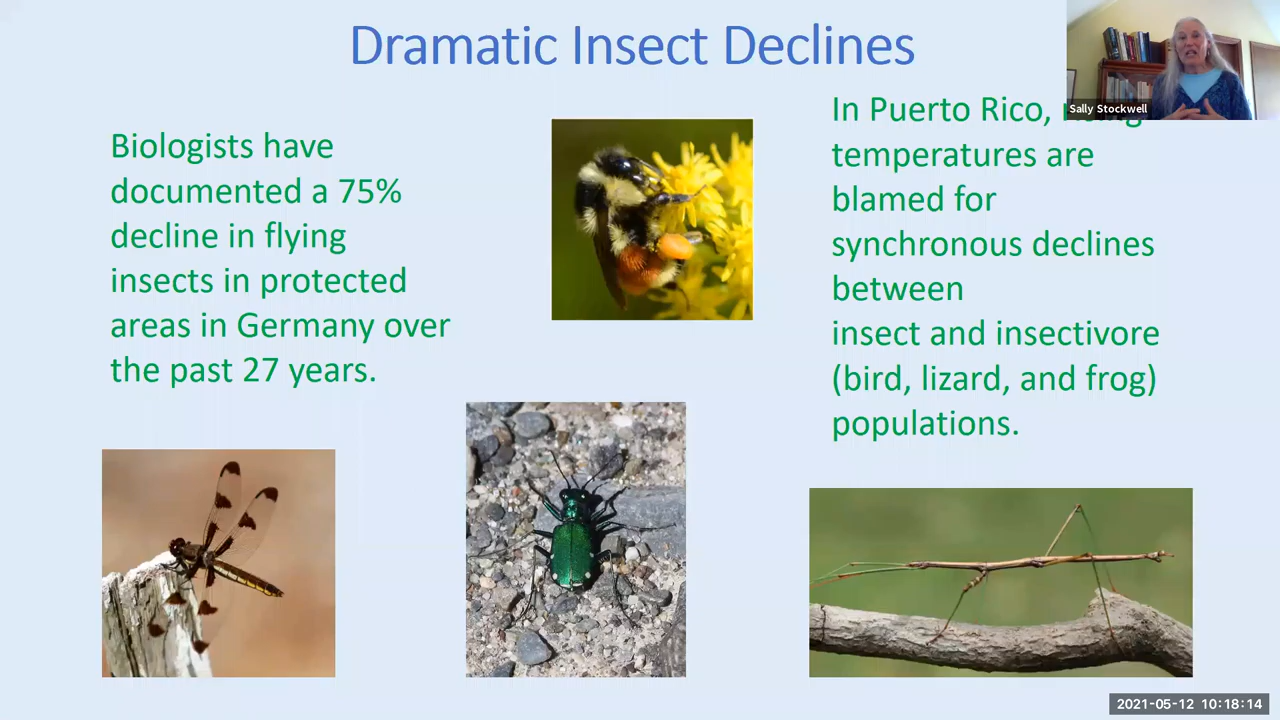 Dramatic Insect Declines
Biologists have
documented a 75%
decline in flying
insects in protected
areas in Germany over
the past 27 years.
In Puerto Rico,
temperatures are
blamed for
synchronous declines
between
insect and insectivore
(bird, lizard, and frog)
populations.
Sally Stockwell
2021-05-12 10:18:14